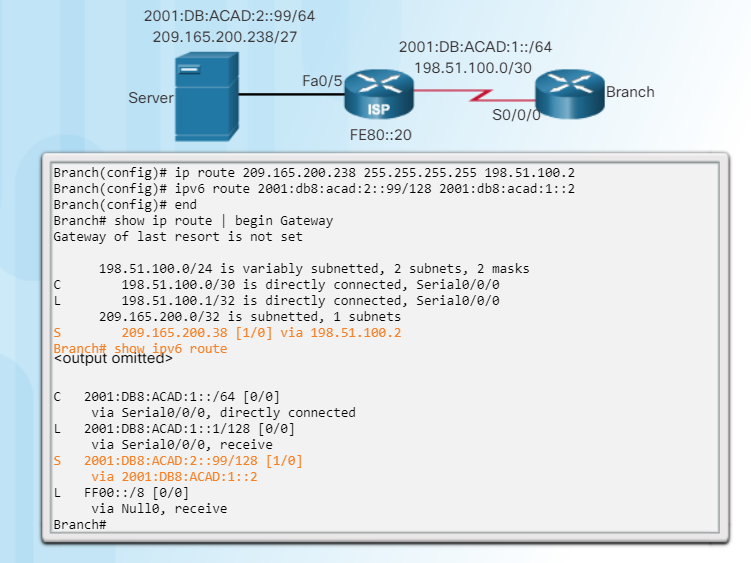 2001:DB:ACAD:2::99/64
209.165.200.238/27
2001:DB:ACAD:1::/64
198.51.100.0/30
Fa0/5
Server
ISP
Branch
S0/0/0
FE80::20
Branch(config)# ip route 209.165.200.238 255.255.255.255 198.51.100.2
Branch(config)# ipv6 route 2001:db8:acad:2::99/128 2001:db8:acad:1::2
Branch(config)# end
Branch# show ip route | begin Gateway
Gateway of last resort is not set
198.51.100.0/24 is variably subnetted, 2 subnets, 2 masks
C 198.51.100.0/30 is directly connected, Serial0/0/0
L 198.51.100.1/32 is directly connected, Serial0/0/0
209.165.200.0/32 is subnetted, 1 subnets
S 209.165.200.38 [1/0] via 198.51.100.2
Branch# show ipv6 route
<output omitted>
C 2001:DB8:ACAD:1::/64 [0/0]
via Serial0/0/0, directly connected
L 2001:DB8:ACAD:1::1/128 [0/0]
via Serial0/0/0, receive
S 2001:DB8:ACAD:2::99/128 [1/0]
via 2001:DB8:ACAD:1::2
L FF00::/8 [0/0]
via Null0, receive
Branch#